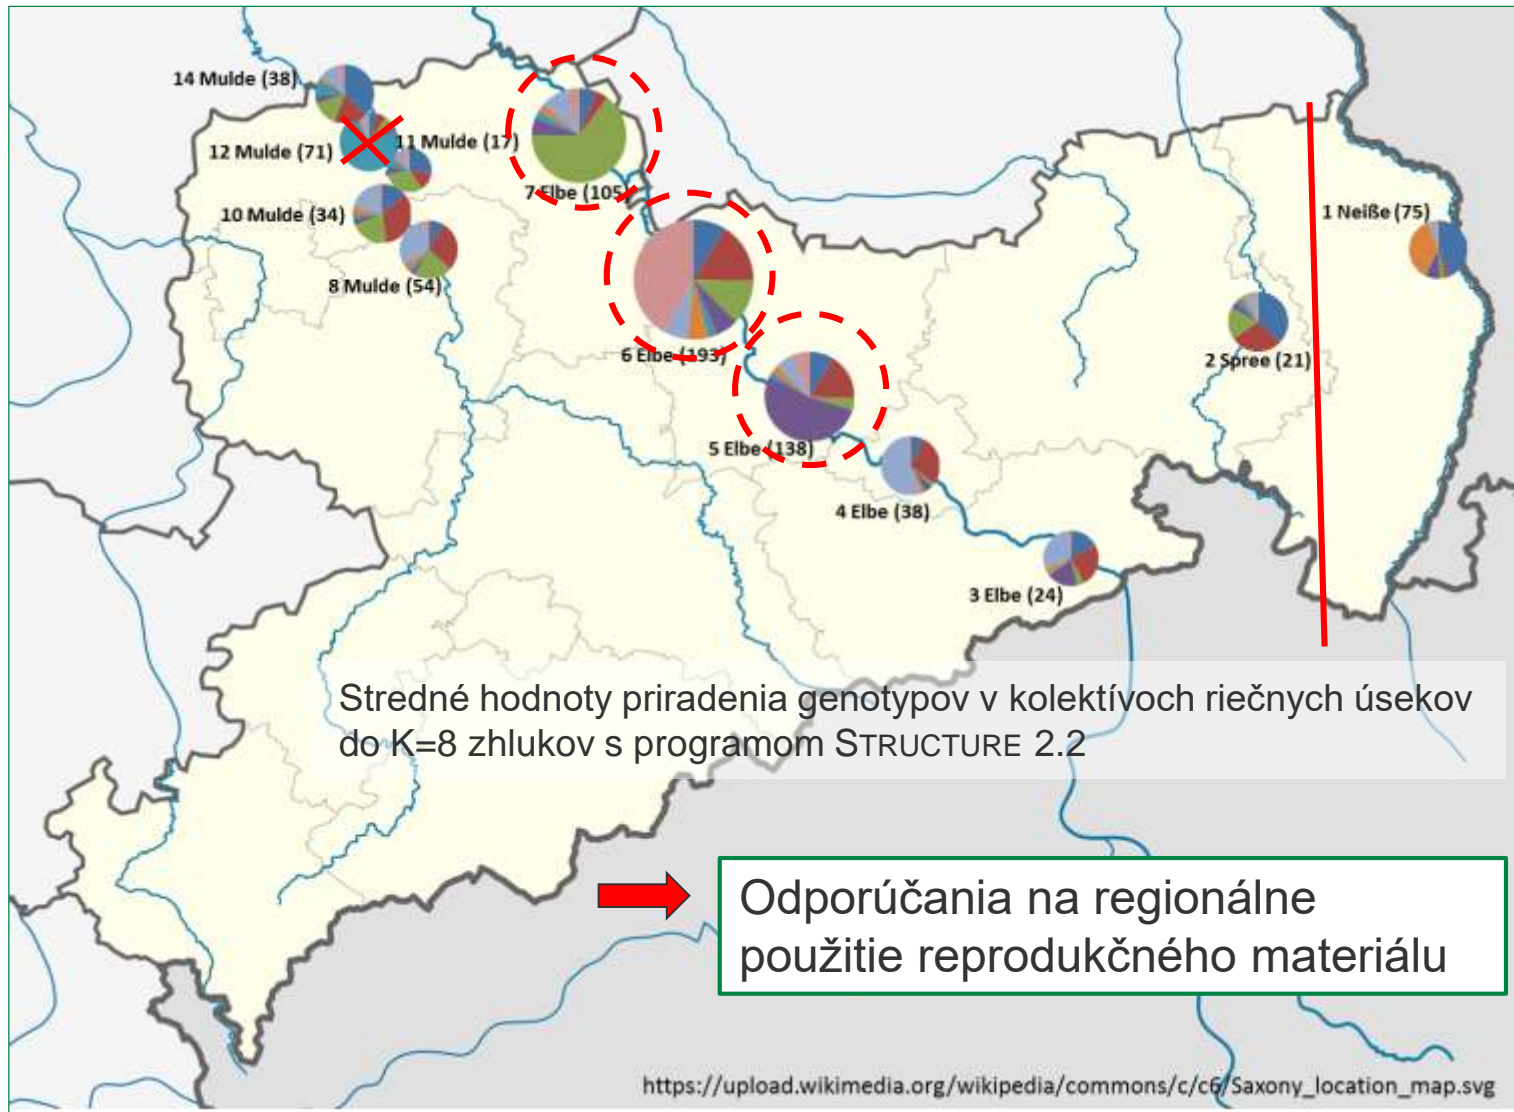 14 Mulde (38)
12 Mulde (71)
11 Mulde (17)
7 Elbe (105)
10 Mulde (34)
8 Mulde (54)
6 Elbe (193)
1 Neiße (75)
2 Spree (21)
5 Elbe (138)
4 Elbe (38)
3 Elbe (24)
Stredné hodnoty priradenia genotypov v kolektívoch riečnych úsekov
do K=8 zhlukov s programom STRUCTURE 2.2
Odporúčania na regionálne
použitie reprodukčného materiálu
https://upload.wikimedia.org/wikipedia/commons/c/c6/Saxony_location_map.svg